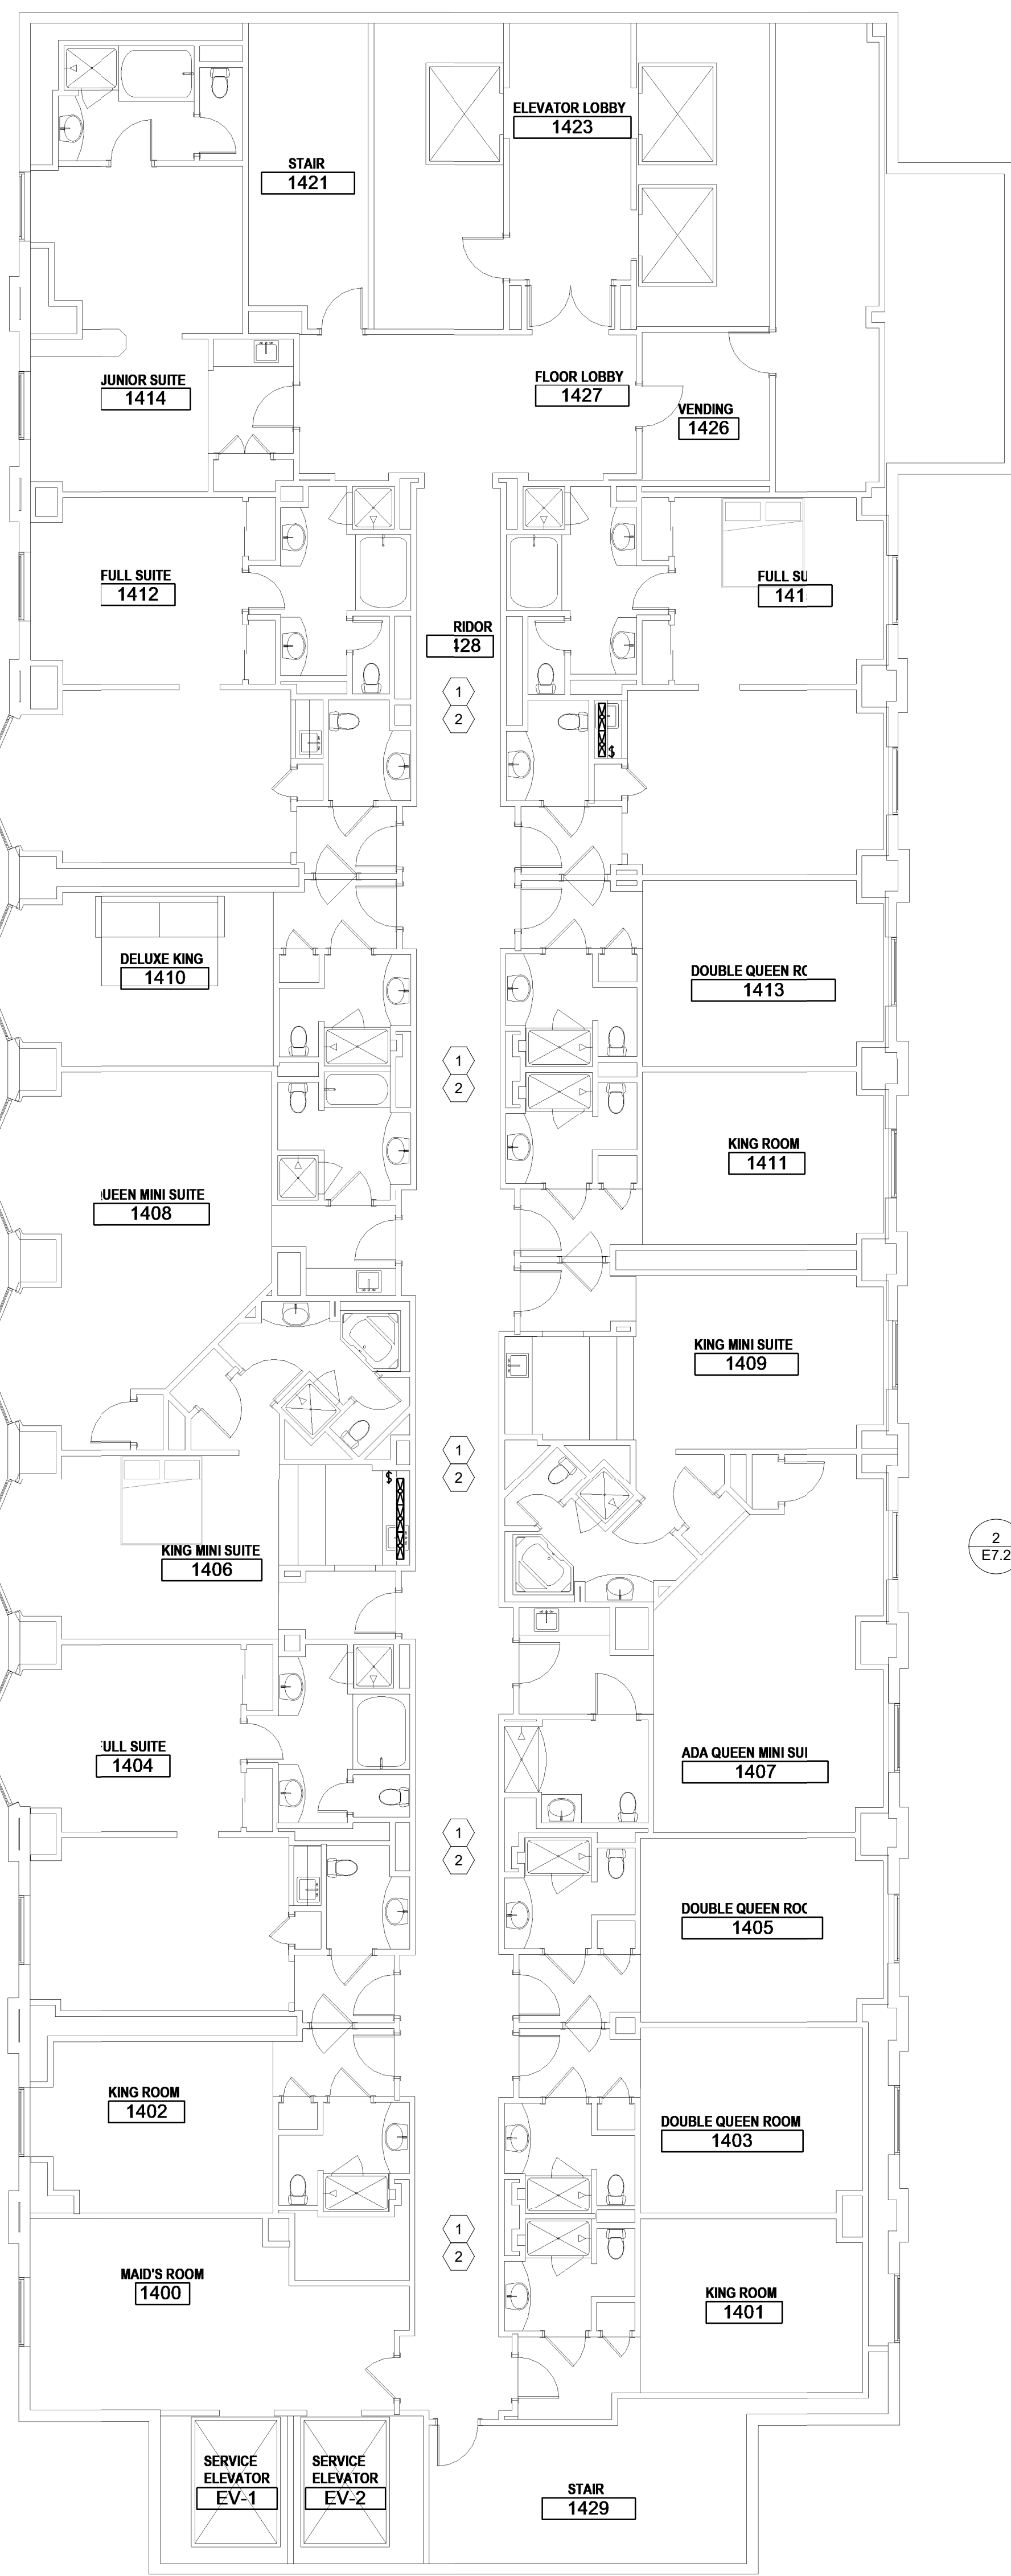 ELEVATOR LOBBY
1423
STAIR
1421
JUNIOR SUITE
1414
FLOOR LOBBY
1427
VENDING
1426
FULL SUITE
1412
FULL SU
141
RIDOR
428
1
2
$
DELUXE KING
1410
DOUBLE QUEEN RC
1413
1
2
KING ROOM
1411
UEEN MINI SUITE
1408
KING MINI SUITE
1409
1
2
$
KING MINI SUITE
1406
2
E7.2
ULL SUITE
1404
ADA QUEEN MINI SUI
1407
1
2
DOUBLE QUEEN ROC
1405
KING ROOM
1402
DOUBLE QUEEN ROOM
1403
1
2
MAID'S ROOM
1400
KING ROOM
1401
SERVICE
ELEVATOR
EV-1
SERVICE
ELEVATOR
EV-2
STAIR
1429